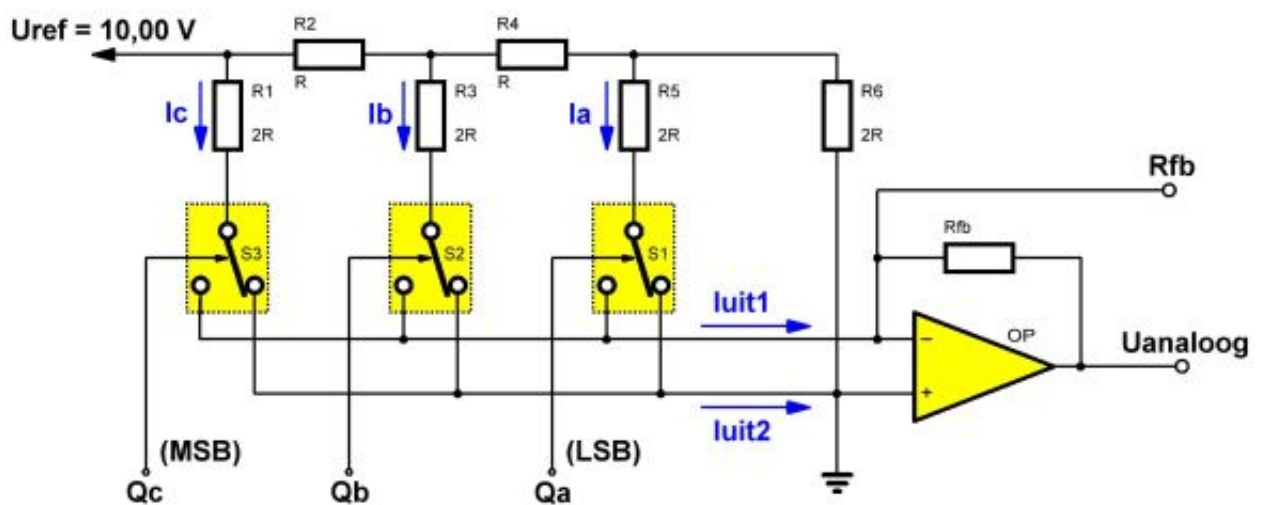 Uref = 10,00 V
R2
R
R4
R
Ic
R1
2R
Ib
R3
2R
Ia
R5
2R
R6
2R
Rfb
Rfb
S3
S2
S1
Iuit1
OP
Uanaloog
−
+
Iuit2
(MSB)
(LSB)
Qc
Qb
Qa